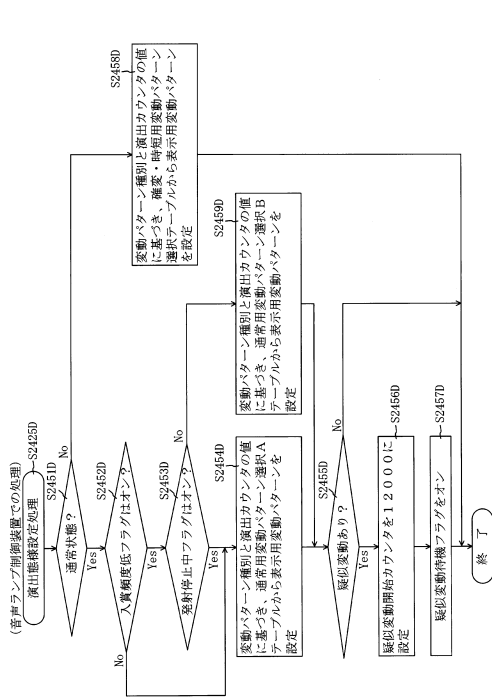 (音声ランプ制御装置での処理)
演出態様設定処理
S2425D
S2451D
通常状態？
No
Yes
S2452D
入賞頻度低フラグはオン？
No
Yes
S2453D
発射停止中フラグはオン？
No
Yes
S2454D
変動パターン種別と演出カウンタの値
に基づき、通常用変動パターン選択A
テーブルから表示用変動パターンを
設定
S2459D
変動パターン種別と演出カウンタの値
に基づき、通常用変動パターン選択B
テーブルから表示用変動パターンを
設定
S2458D
変動パターン種別と演出カウンタの値
に基づき、確変・時短用変動パターン
選択テーブルから表示用変動パターン
を設定
S2455D
疑似変動あり？
No
Yes
S2456D
疑似変動開始カウンタを12000に
設定
S2457D
疑似変動待機フラグをオン
終 了